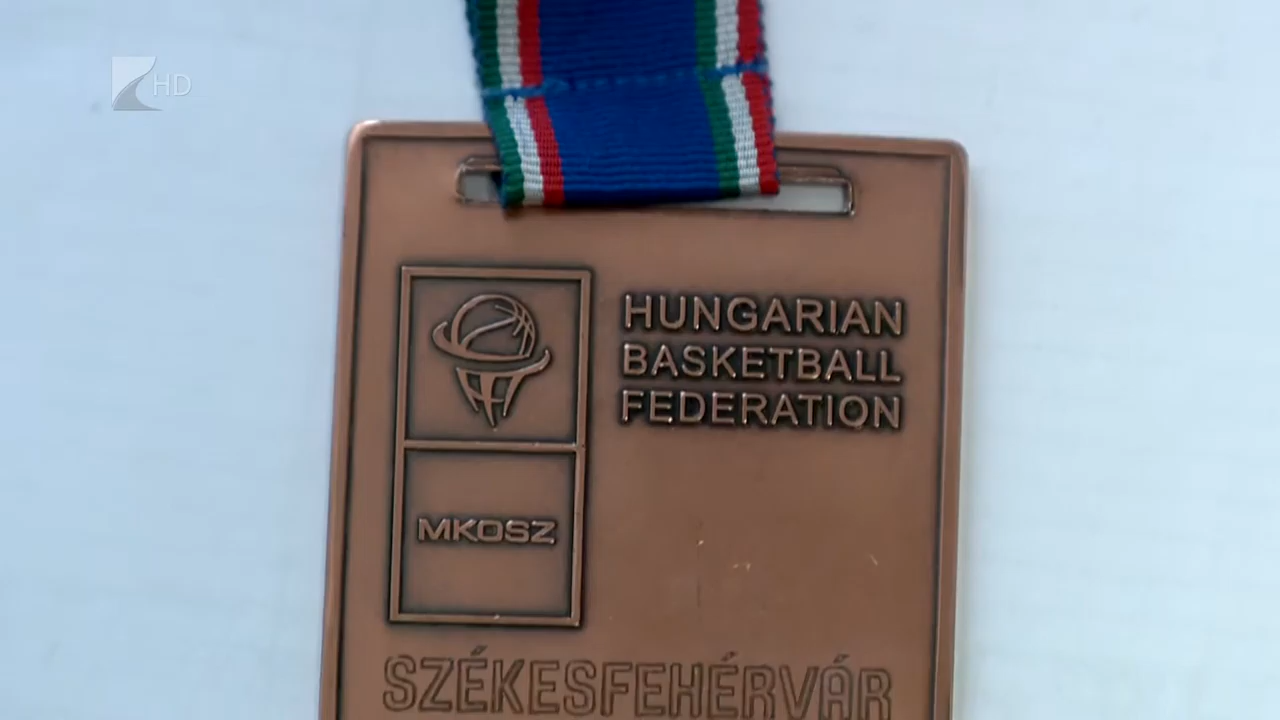 HD
HUNGARIAN
BASKETBALL
FEDERATION
MKOSZ
SZÉKESFEHÉRVÁR